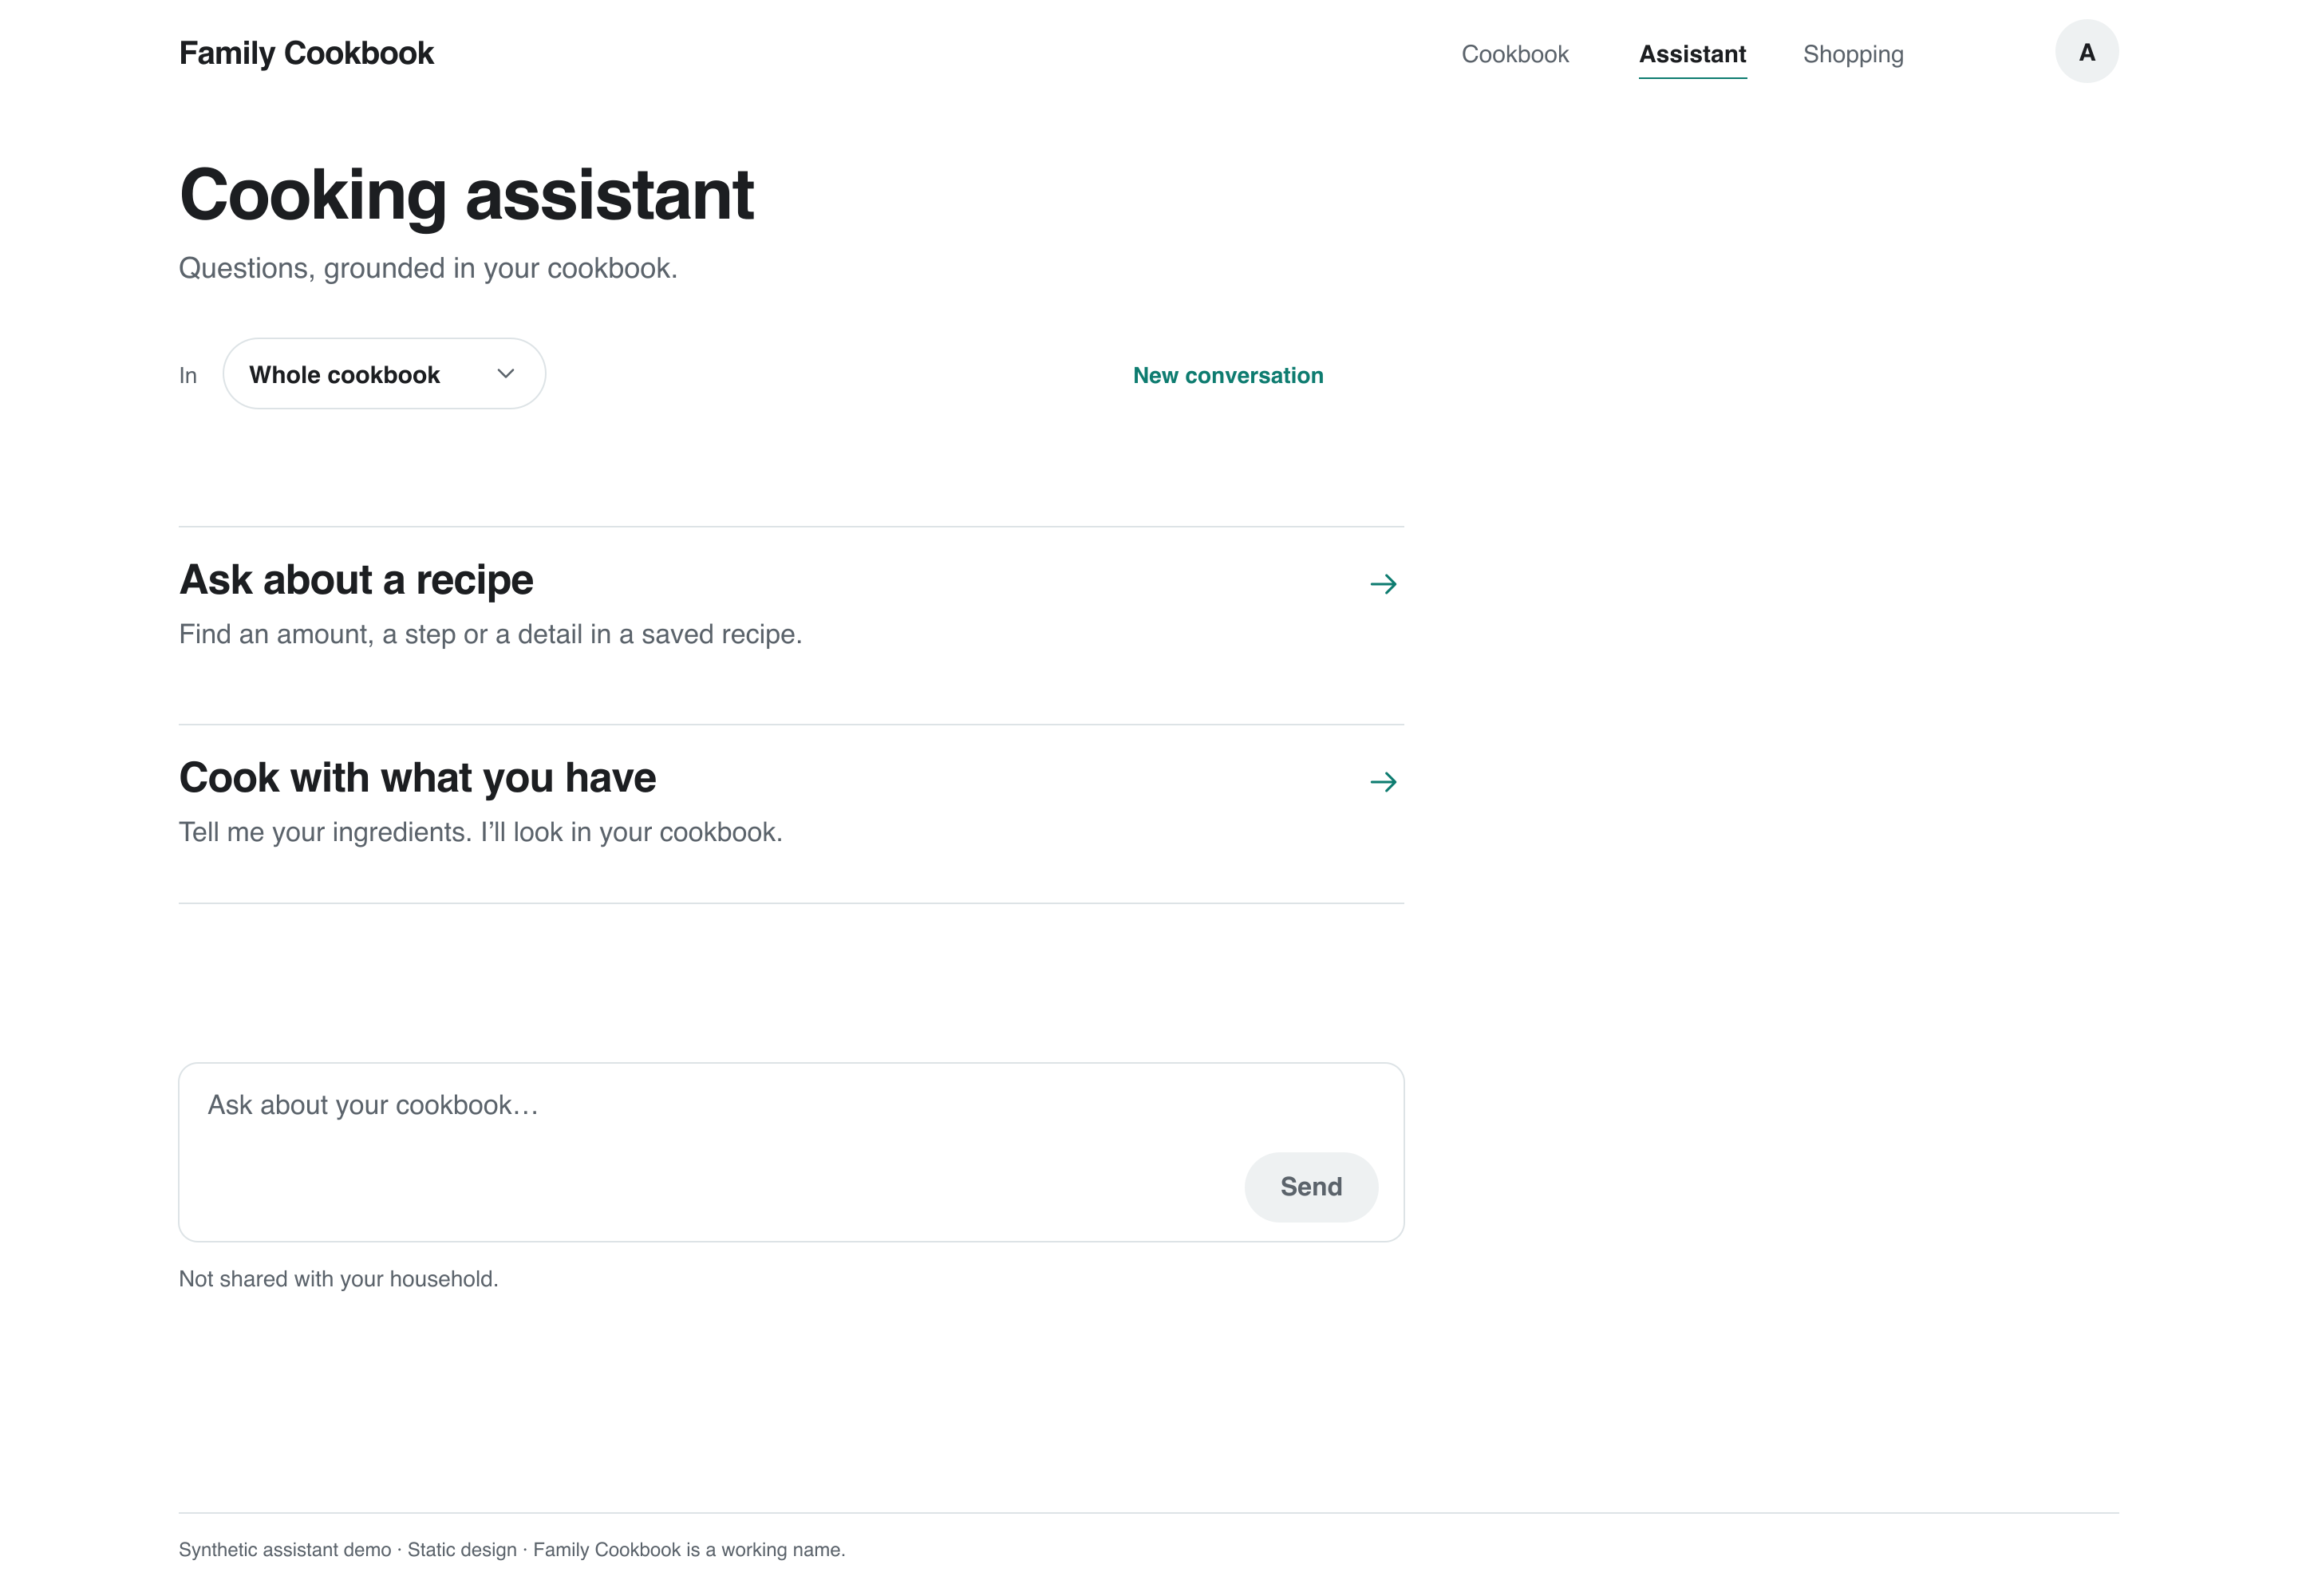 Family Cookbook
Cookbook
Assistant
Shopping
A
Cooking assistant
Questions, grounded in your cookbook.
In
Whole cookbook
New conversation
Ask about a recipe
Find an amount, a step or a detail in a saved recipe.
Cook with what you have
Tell me your ingredients. I’ll look in your cookbook.
Ask about your cookbook…
Send
Not shared with your household.
Synthetic assistant demo · Static design · Family Cookbook is a working name.